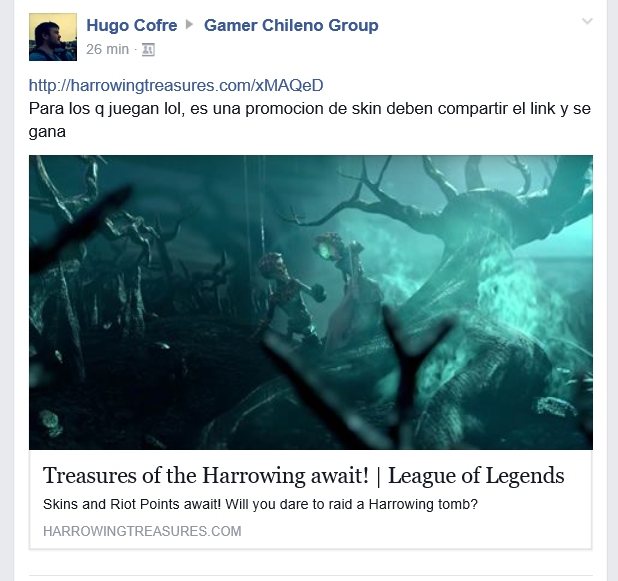 Hugo Cofre Gamer Chileno Group
26 min ·
http://harrowingtreasures.com/xMAQeD
Para los q juegan lol, es una promocion de skin deben compartir el link y se
gana
Treasures of the Harrowing await! | League of Legends
Skins and Riot Points await! Will you dare to raid a Harrowing tomb?
HARROWINGTREASURES.COM